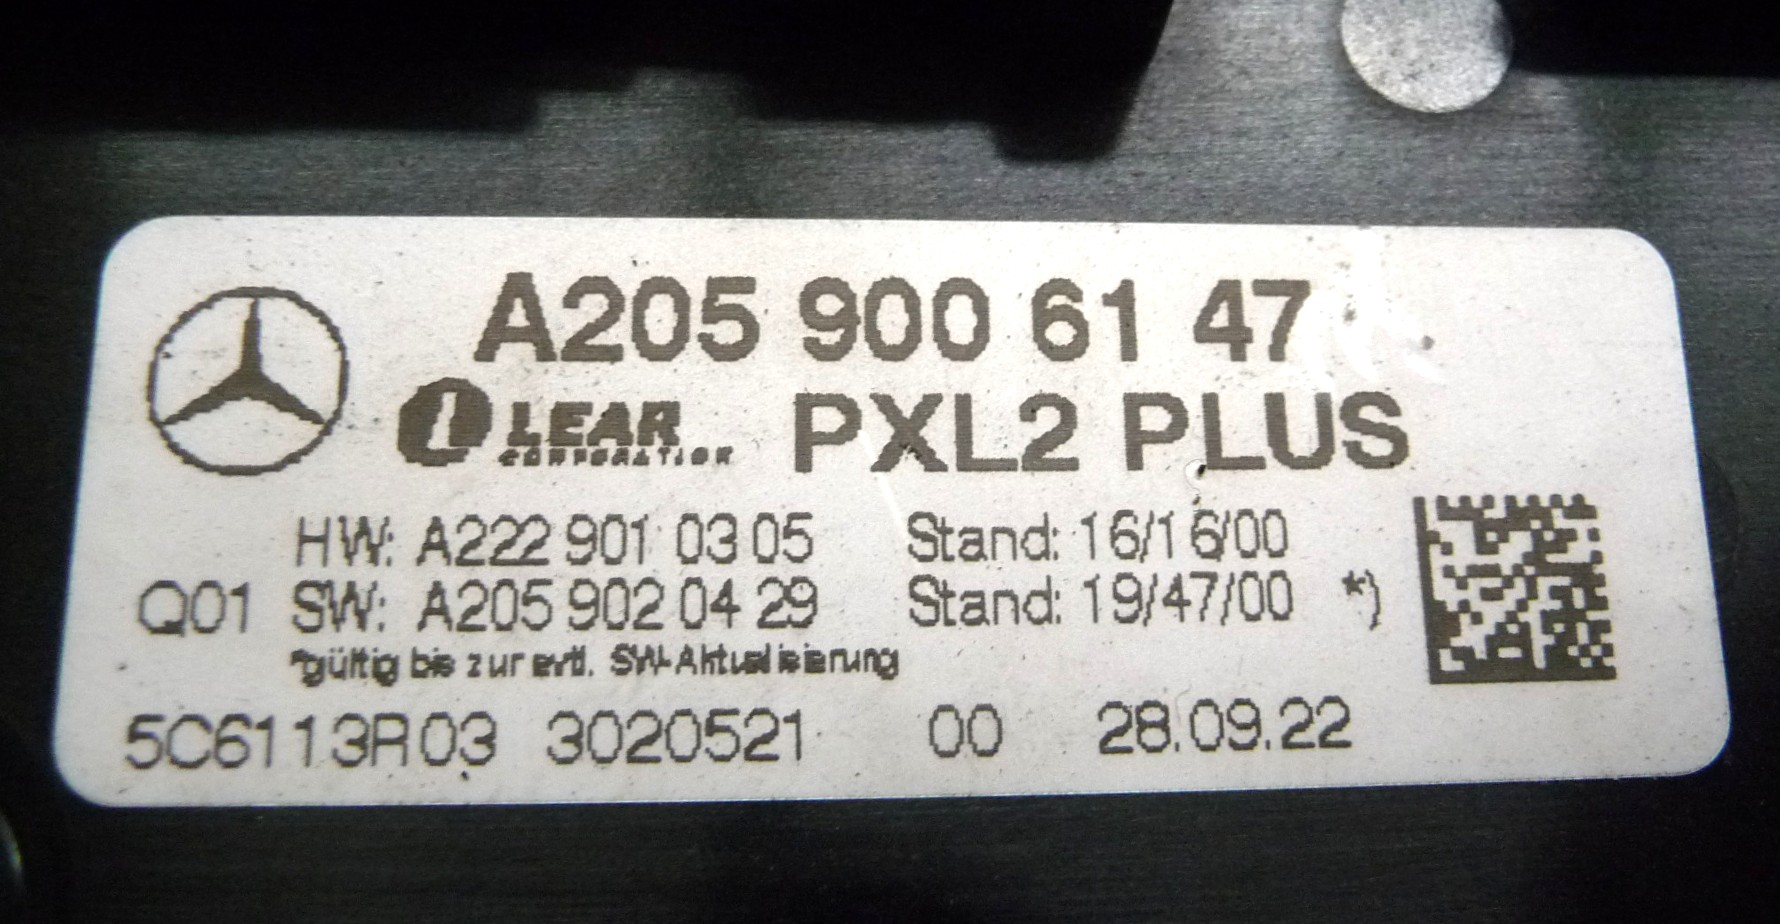 A205 900 61 47
LEAR PXL2 PLUS
CORPORATION
HW: A222 901 03 05 Stand: 16/16/00
Q01 SW: A205 902 04 29 Stand: 19/47/00 *)
*gültig bis zur evtl. SW-Aktualisierung
5C6113R03 3020521 00 28.09.22